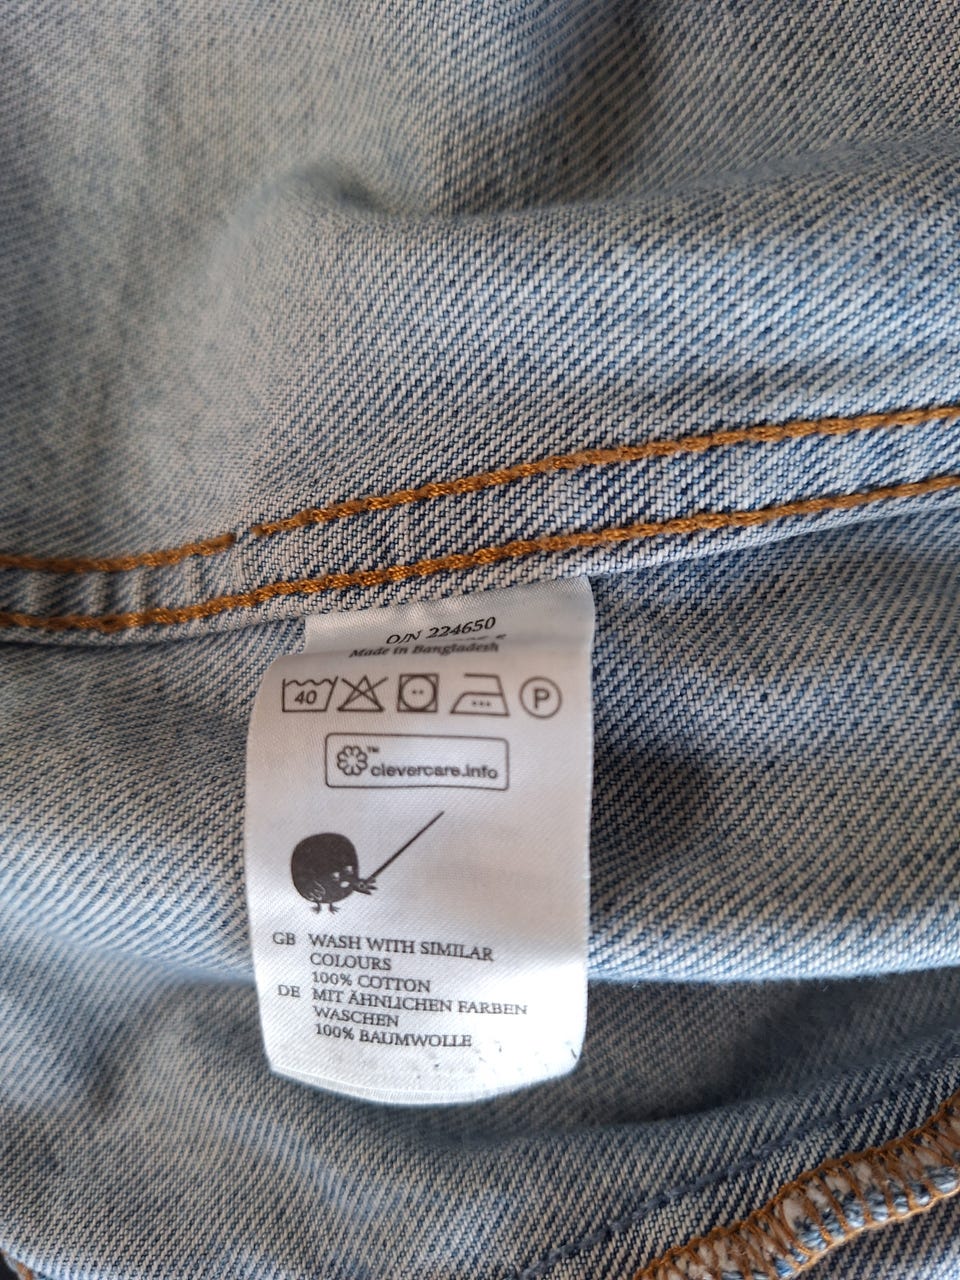 O/N 224650
Made in Bangladesh
40 P
™
clevercare.info
GB WASH WITH SIMILAR
COLOURS
100% COTTON
DE MIT ÄHNLICHEN FARBEN
WASCHEN
100% BAUMWOLLE